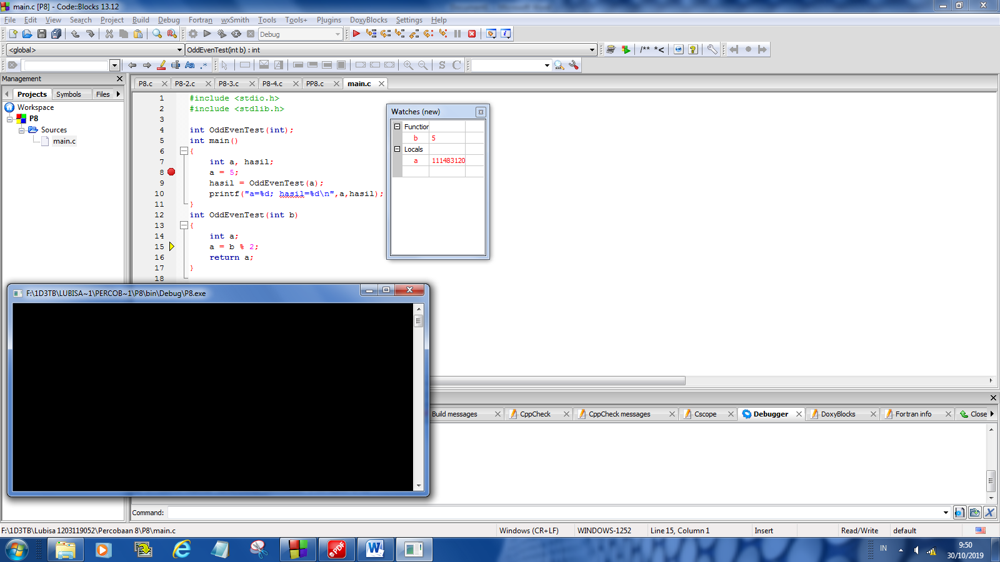 main.c [P8] - Code::Blocks 13.12
File Edit View Search Project Build Debug Fortran wxSmith Tools Tools+ Plugins DoxyBlocks Settings Help
Debug
<global> OddEvenTest(int b) : int
/** *<
Aa .*
S C
Management
P8.c P8-2.c P8-3.c P8-4.c PP8.c main.c
Projects Symbols Files
Workspace
P8
Sources
main.c
1 #include <stdio.h>
2 #include <stdlib.h>
3
4 int OddEvenTest(int);
5 int main()
6 {
7 int a, hasil;
8 a = 5;
9 hasil = OddEvenTest(a);
10 printf("a=%d; hasil=%d\n",a,hasil);
11 }
12 int OddEvenTest(int b)
13 {
14 int a;
15 a = b % 2;
16 return a;
17 }
18
Watches (new)
Function
b 5
Locals
a 111483120
F:\1D3TB\LUBISA~1\PERCOB~1\P8\bin\Debug\P8.exe
Build messages CppCheck CppCheck messages Cscope Debugger DoxyBlocks Fortran info Close
Command:
F:\1D3TB\Lubisa 1203119052\Percobaan 8\P8\main.c Windows (CR+LF) WINDOWS-1252 Line 15, Column 1 Insert Read/Write default
PDF
W
IN
9:50
30/10/2019